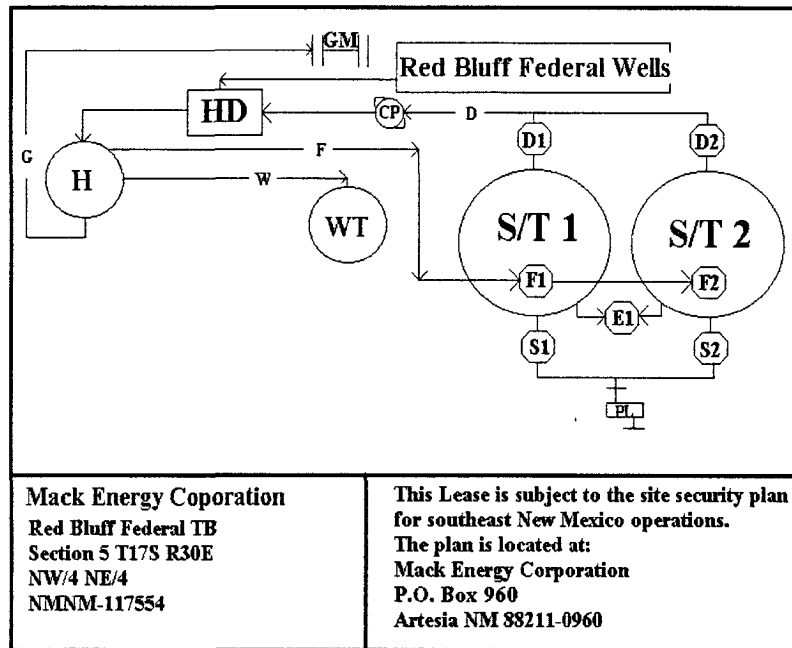 GM
Red Bluff Federal Wells
HD
CP
D
D1
D2
G
F
H
W
WT
S/T 1
S/T 2
F1
F2
E1
S1
S2
PL
Mack Energy Coporation
Red Bluff Federal TB
Section 5 T17S R30E
NW/4 NE/4
NMNM-117554
This Lease is subject to the site security plan
for southeast New Mexico operations.
The plan is located at:
Mack Energy Corporation
P.O. Box 960
Artesia NM 88211-0960